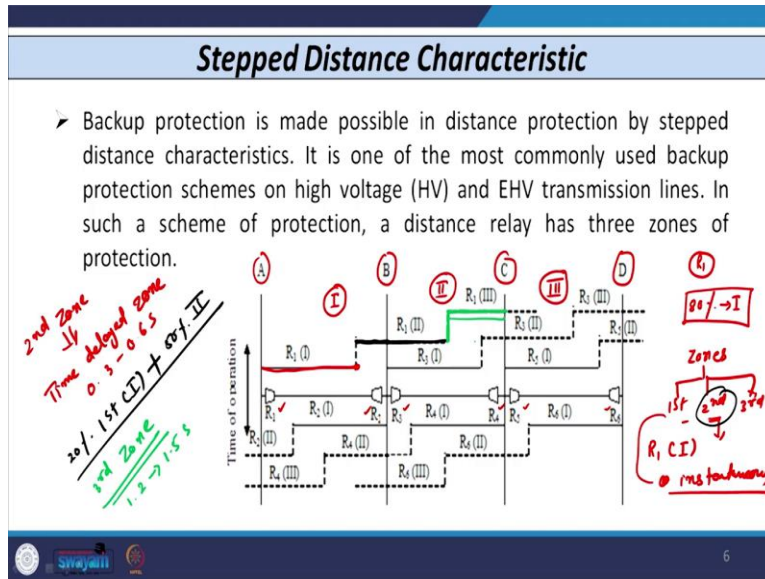 Stepped Distance Characteristic
➤ Backup protection is made possible in distance protection by stepped
distance characteristics. It is one of the most commonly used backup
protection schemes on high voltage (HV) and EHV transmission lines. In
such a scheme of protection, a distance relay has three zones of
protection.
2nd Zone
Time delayed zone
0.3 - 0.6 s
20% 1st (I) + 50% II
3rd Zone
1.2 → 1.5 s
A B C D
I II III
R1 (III) R3 (III)
R1 (II) R3 (II) R5 (II)
R1 (I) R3 (I) R5 (I)
Time of operation
R1 R2 R3 R4 R5 R6
R2 (I) R4 (I) R6 (I)
R2 (II) R4 (II) R6 (II)
R4 (III) R6 (III)
R1
80% → I
Zones
1st 2nd 3rd
R1 (I)
instantaneous
swayam
6